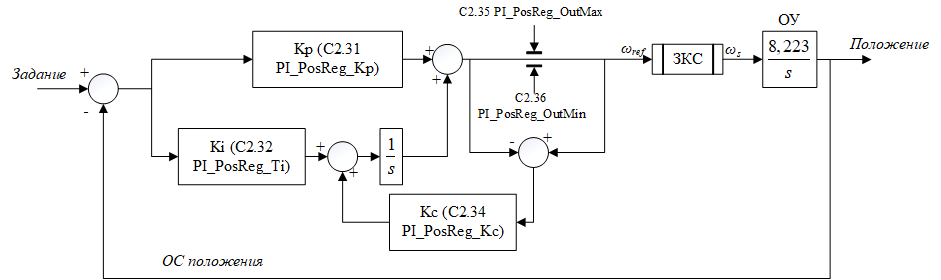 C2.35 PI_PosReg_OutMax
ОУ
Задание
+
-
Kp (C2.31
PI_PosReg_Kp)
+
+
ω_ref
ЗКС
ω_s
8,223
s
Положение
C2.36
PI_PosReg_OutMin
Ki (C2.32
PI_PosReg_Ti)
+
+
1
s
-
+
Kc (C2.34
PI_PosReg_Kc)
ОС положения